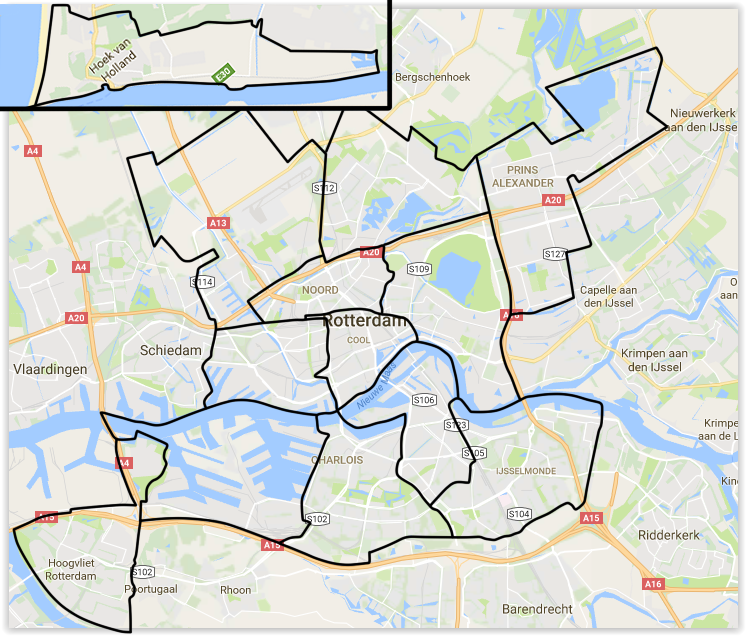 Hoek van
Holland
E30
Bergschenhoek
Nieuwerkerk
aan den IJsse
A4
PRINS
ALEXANDER
S112
A20
A13
S127
A20
A4
S114
S109
Capelle aan
den IJssel
NOORD
A20
Rotterdam
COOL
Schiedam
Vlaardingen
Krimpen aan
den IJssel
Nieuwe Maas
S106
S123
Krimpe
aan de L
S105
CHARLOIS
IJSSELMONDE
A4
Kin
S102
S104
A15
A15
A15
Ridderkerk
Hoogvliet
Rotterdam
S102
Poortugaal
Rhoon
A16
Barendrecht